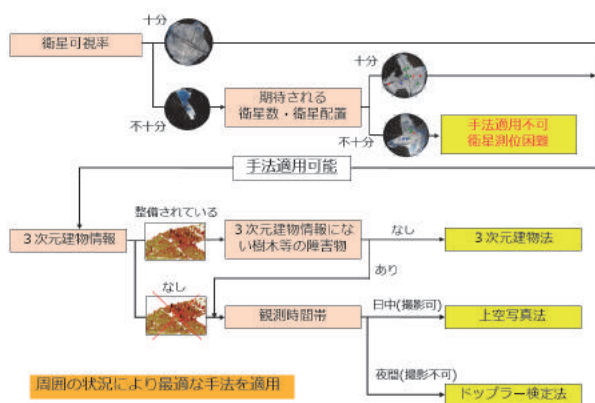 十分
衛星可視率
十分
不十分
期待される
衛星数・衛星配置
不十分
手法適用不可
衛星測位困難
手法適用可能
整備されている
3次元建物情報
3次元建物情報にな
い樹木等の障害物
なし
3次元建物法
あり
なし
観測時間帯
日中(撮影可)
上空写真法
夜間(撮影不可)
ドップラー検定法
周囲の状況により最適な手法を適用